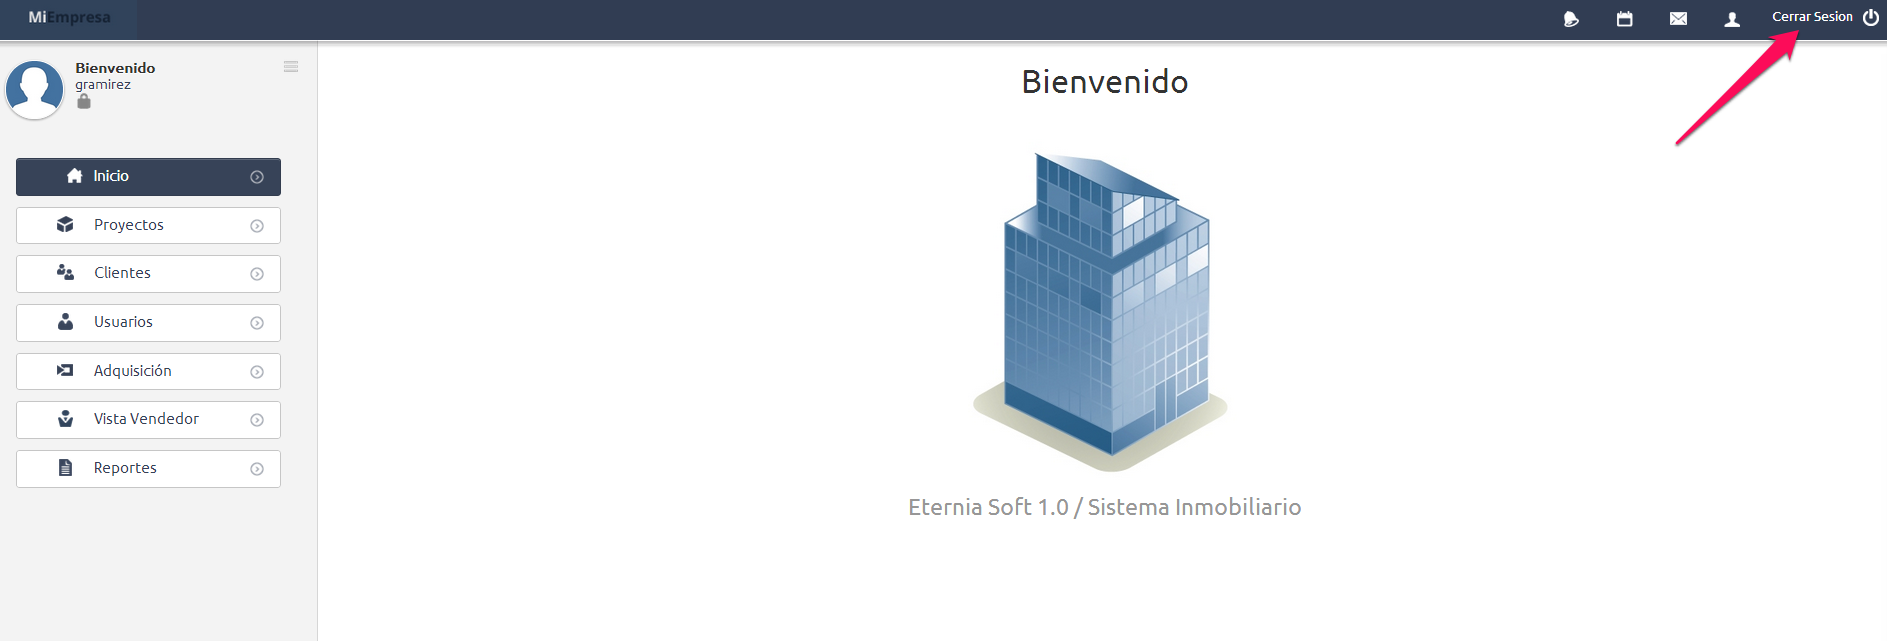 MiEmpresa
Cerrar Sesion
Bienvenido
gramirez
Inicio
Proyectos
Clientes
Usuarios
Adquisición
Vista Vendedor
Reportes
Bienvenido
Eternia Soft 1.0 / Sistema Inmobiliario